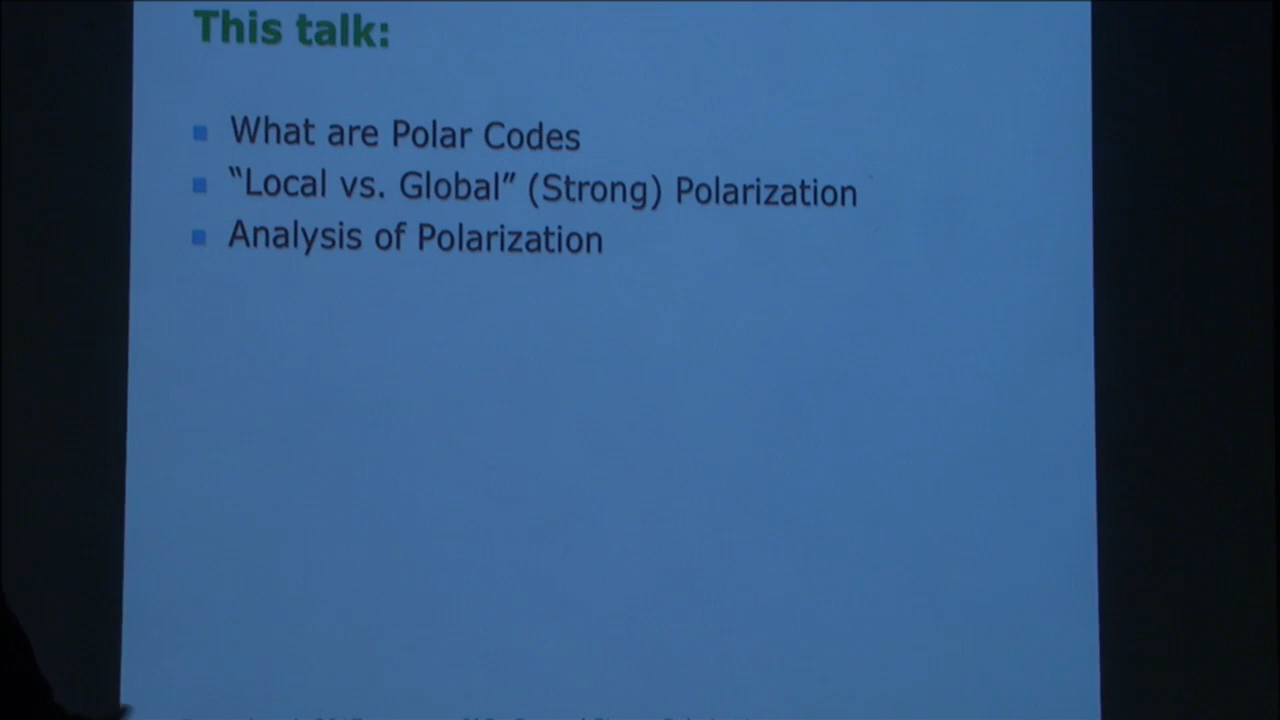 This talk:
What are Polar Codes
“Local vs. Global” (Strong) Polarization
Analysis of Polarization